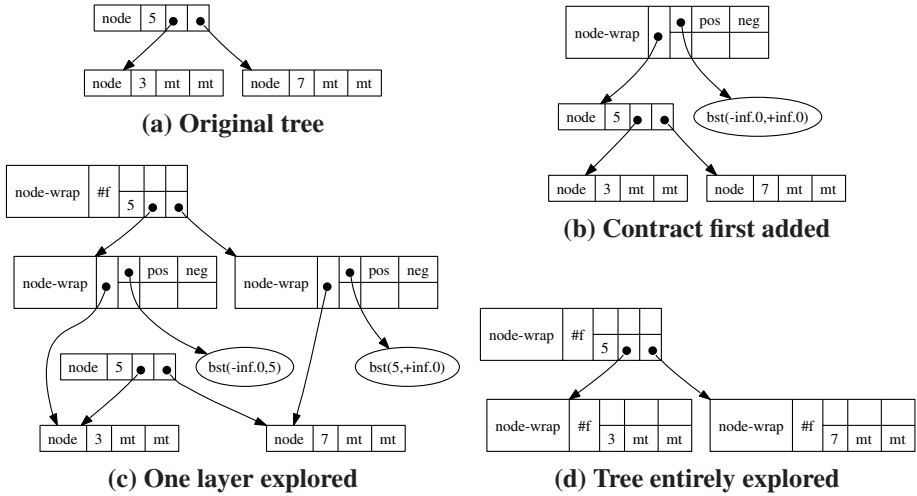 node 5
node 3 mt mt
node 7 mt mt
(a) Original tree
node-wrap pos neg
node 5
bst(-inf.0,+inf.0)
node 3 mt mt
node 7 mt mt
(b) Contract first added
node-wrap #f
5
node-wrap pos neg
node-wrap pos neg
node 5
bst(-inf.0,5)
bst(5,+inf.0)
node 3 mt mt
node 7 mt mt
(c) One layer explored
node-wrap #f
5
node-wrap #f
3 mt mt
node-wrap #f
7 mt mt
(d) Tree entirely explored